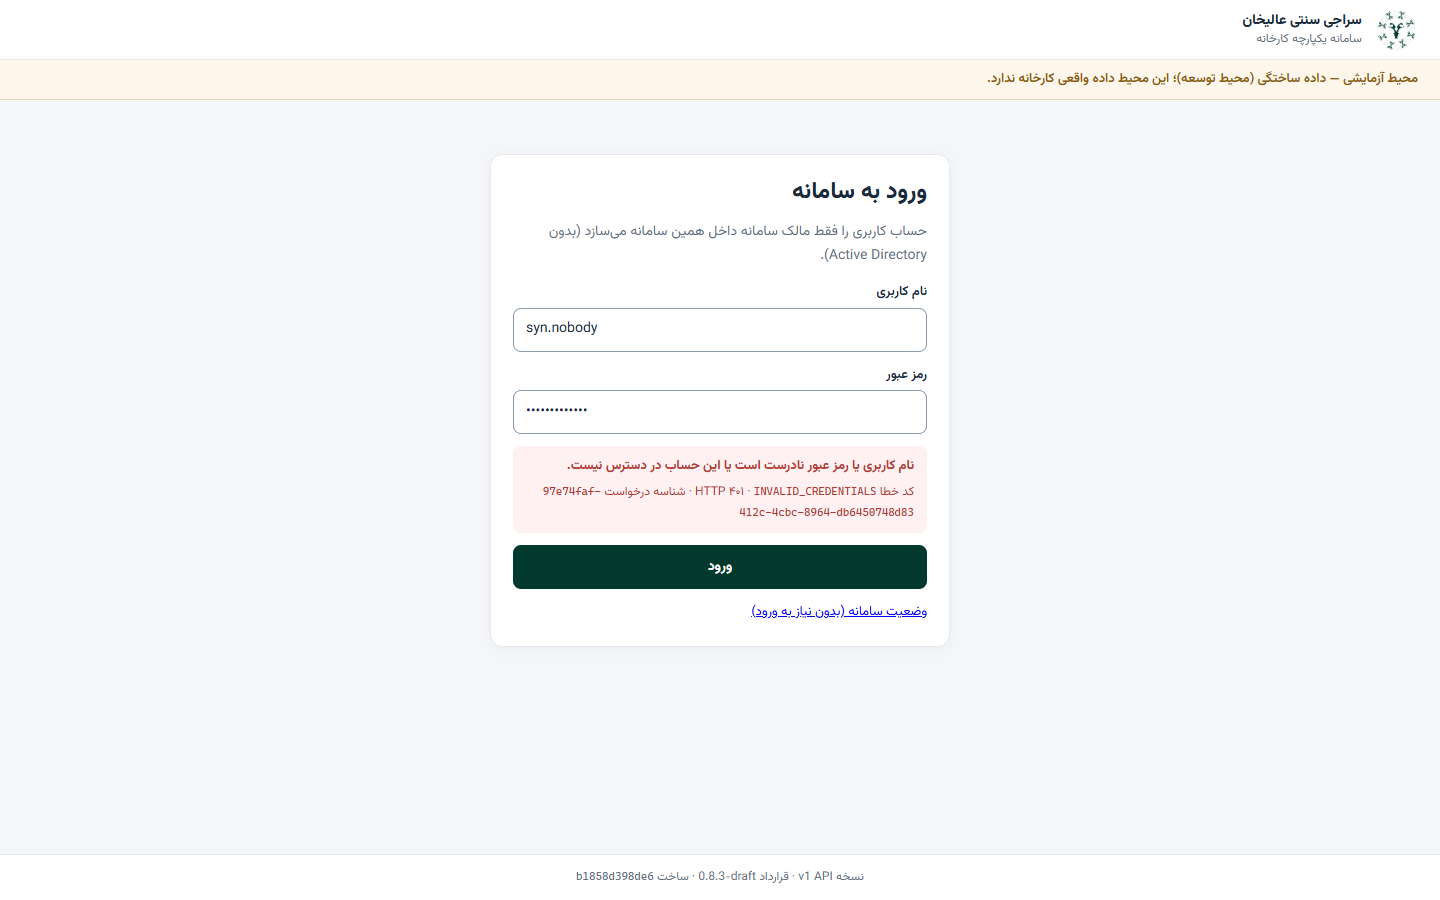 سراجی سنتی عالیخان
سامانه یکپارچه کارخانه
محیط آزمایشی — داده ساختگی (محیط توسعه)؛ این محیط داده واقعی کارخانه ندارد.
ورود به سامانه
حساب کاربری را فقط مالک سامانه داخل همین سامانه می‌سازد (بدون
Active Directory).
نام کاربری
syn.nobody
رمز عبور
•••••••••••••
نام کاربری یا رمز عبور نادرست است یا این حساب در دسترس نیست.
کد خطا INVALID_CREDENTIALS · HTTP ۴۰۱ · شناسه درخواست 97e74faf-
412c-4cbc-8964-db6450748d83
ورود
وضعیت سامانه (بدون نیاز به ورود)
نسخه v1 API · قرارداد 0.8.3-draft · ساخت b1858d398de6